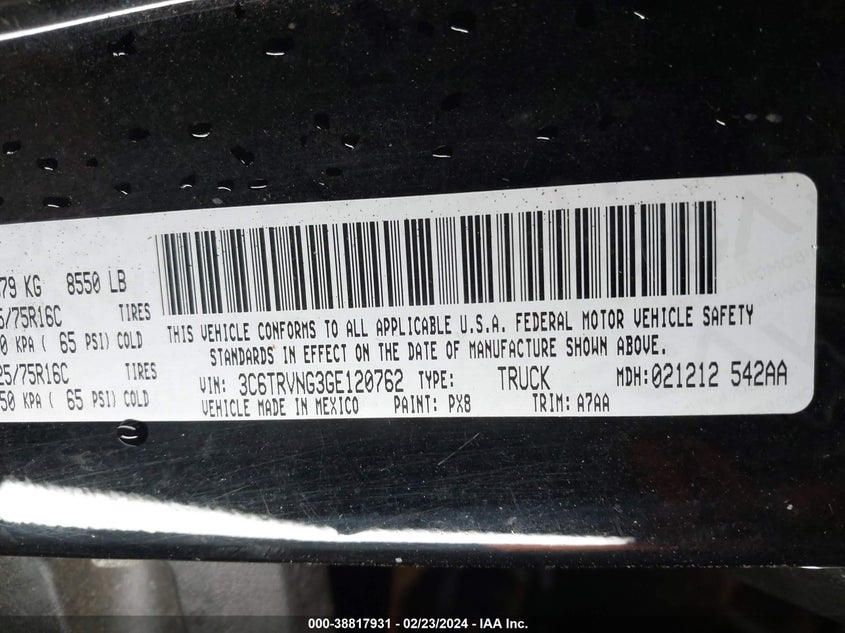 79 KG 8550 LB
5/75R16C TIRES
0 KPA ( 65 PSI) COLD
25/75R16C TIRES
50 KPA ( 65 PSI) COLD
THIS VEHICLE CONFORMS TO ALL APPLICABLE U.S.A. FEDERAL MOTOR VEHICLE SAFETY
STANDARDS IN EFFECT ON THE DATE OF MANUFACTURE SHOWN ABOVE.
VIN: 3C6TRVNG3GE120762 TYPE: TRUCK MDH:021212 542AA
VEHICLE MADE IN MEXICO PAINT: PX8 TRIM: A7AA
000-38817931 - 02/23/2024 - IAA Inc.